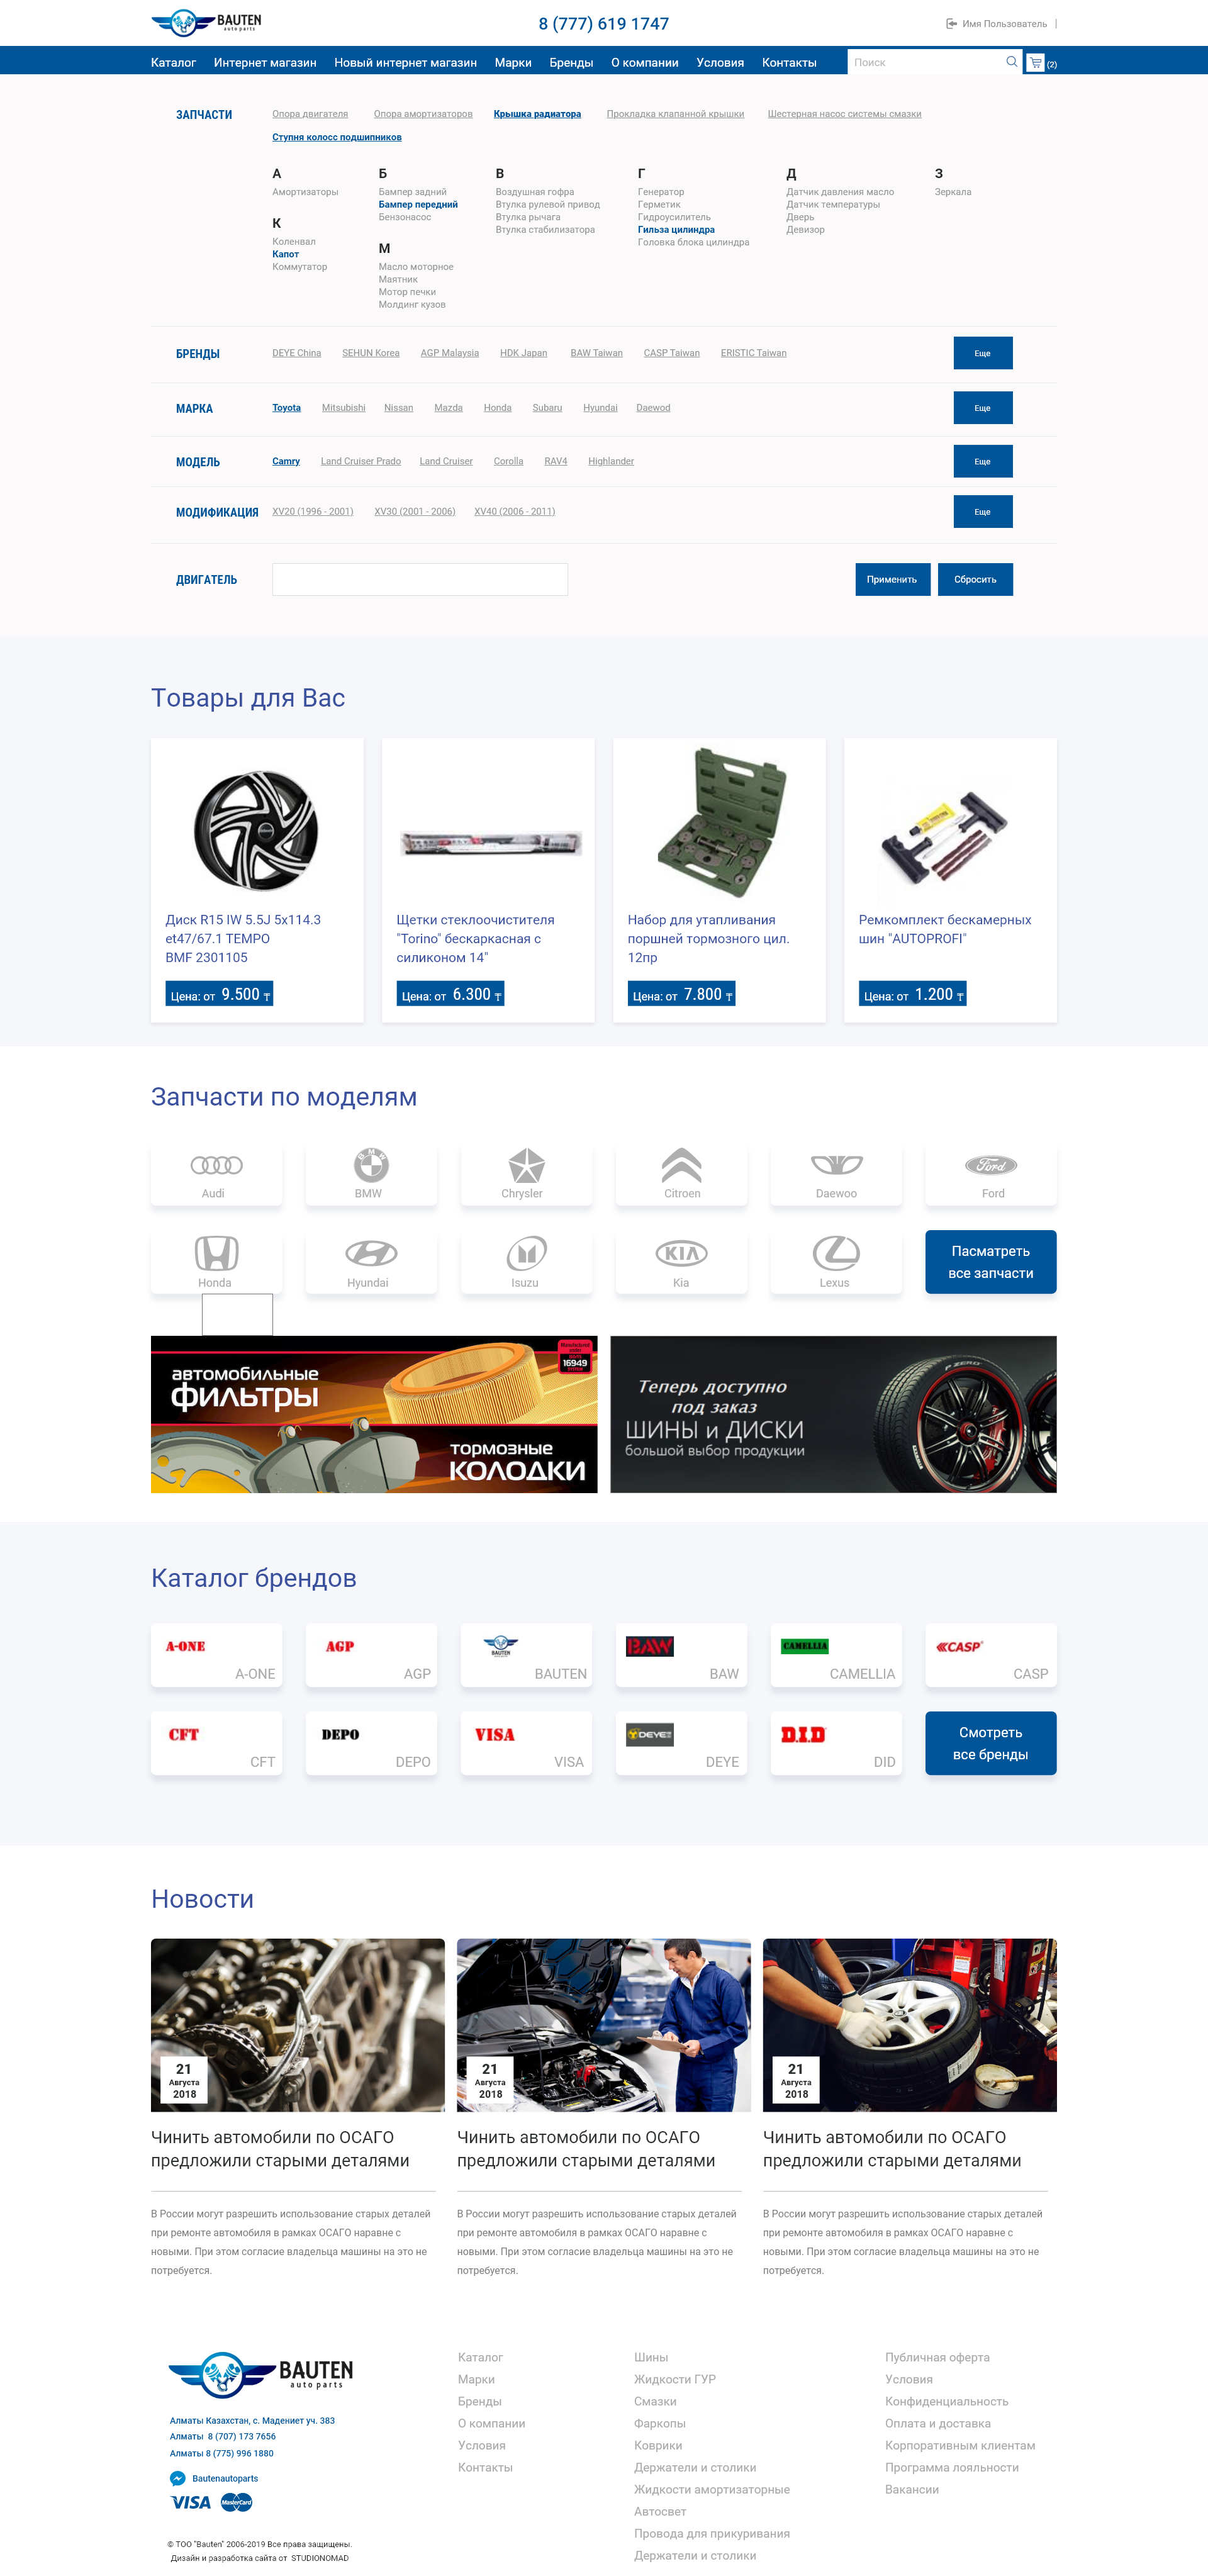 BAUTEN
auto parts
8 (777) 619 1747
Имя Пользователь
Каталог Интернет магазин Новый интернет магазин Марки Бренды О компании Условия Контакты
Поиск
(2)
ЗАПЧАСТИ
Опора двигателя Опора амортизаторов Крышка радиатора Прокладка клапанной крышки Шестерная насос системы смазки
Ступня колосс подшипников
А
Амортизаторы
К
Коленвал
Капот
Коммутатор
Б
Бампер задний
Бампер передний
Бензонасос
М
Масло моторное
Маятник
Мотор печки
Молдинг кузов
В
Воздушная гофра
Втулка рулевой привод
Втулка рычага
Втулка стабилизатора
Г
Генератор
Герметик
Гидроусилитель
Гильза цилиндра
Головка блока цилиндра
Д
Датчик давления масло
Датчик температуры
Дверь
Девизор
З
Зеркала
БРЕНДЫ
DEYE China SEHUN Korea AGP Malaysia HDK Japan BAW Taiwan CASP Taiwan ERISTIC Taiwan
Еще
МАРКА
Toyota Mitsubishi Nissan Mazda Honda Subaru Hyundai Daewod
Еще
МОДЕЛЬ
Camry Land Cruiser Prado Land Cruiser Corolla RAV4 Highlander
Еще
МОДИФИКАЦИЯ
XV20 (1996 - 2001) XV30 (2001 - 2006) XV40 (2006 - 2011)
Еще
ДВИГАТЕЛЬ
Применить Сбросить
Товары для Вас
Диск R15 IW 5.5J 5x114.3
et47/67.1 TEMPO
BMF 2301105
Цена: от 9.500 ₸
Щетки стеклоочистителя
"Torino" бескаркасная с
силиконом 14"
Цена: от 6.300 ₸
Набор для утапливания
поршней тормозного цил.
12пр
Цена: от 7.800 ₸
Ремкомплект бескамерных
шин "AUTOPROFI"
Цена: от 1.200 ₸
Запчасти по моделям
Audi
BMW
BMW
Chrysler
Citroen
Daewoo
Ford
Ford
Honda
Hyundai
Isuzu
KIA
Kia
Lexus
Пасматреть
все запчасти
автомобильные
ФИЛЬТРЫ
16949
тормозные
КОЛОДКИ
Теперь доступно
под заказ
ШИНЫ и ДИСКИ
большой выбор продукции
P ZERO
Каталог брендов
A-ONE
A-ONE
AGP
AGP
BAUTEN
BAUTEN
BAW
BAW
CAMELLIA
CAMELLIA
CASP
CASP
CFT
CFT
DEPO
DEPO
VISA
VISA
DEYE
DEYE
D.I.D
DID
Смотреть
все бренды
Новости
21
Августа
2018
Чинить автомобили по ОСАГО
предложили старыми деталями
В России могут разрешить использование старых деталей
при ремонте автомобиля в рамках ОСАГО наравне с
новыми. При этом согласие владельца машины на это не
потребуется.
21
Августа
2018
Чинить автомобили по ОСАГО
предложили старыми деталями
В России могут разрешить использование старых деталей
при ремонте автомобиля в рамках ОСАГО наравне с
новыми. При этом согласие владельца машины на это не
потребуется.
21
Августа
2018
Чинить автомобили по ОСАГО
предложили старыми деталями
В России могут разрешить использование старых деталей
при ремонте автомобиля в рамках ОСАГО наравне с
новыми. При этом согласие владельца машины на это не
потребуется.
BAUTEN
auto parts
Алматы Казахстан, с. Мадениет уч. 383
Алматы 8 (707) 173 7656
Алматы 8 (775) 996 1880
Bautenautoparts
VISA MasterCard
© ТОО "Bauten" 2006-2019 Все права защищены.
Дизайн и разработка сайта от STUDIONOMAD
Каталог
Марки
Бренды
О компании
Условия
Контакты
Шины
Жидкости ГУР
Смазки
Фаркопы
Коврики
Держатели и столики
Жидкости амортизаторные
Автосвет
Провода для прикуривания
Держатели и столики
Публичная оферта
Условия
Конфиденциальность
Оплата и доставка
Корпоративным клиентам
Программа лояльности
Вакансии